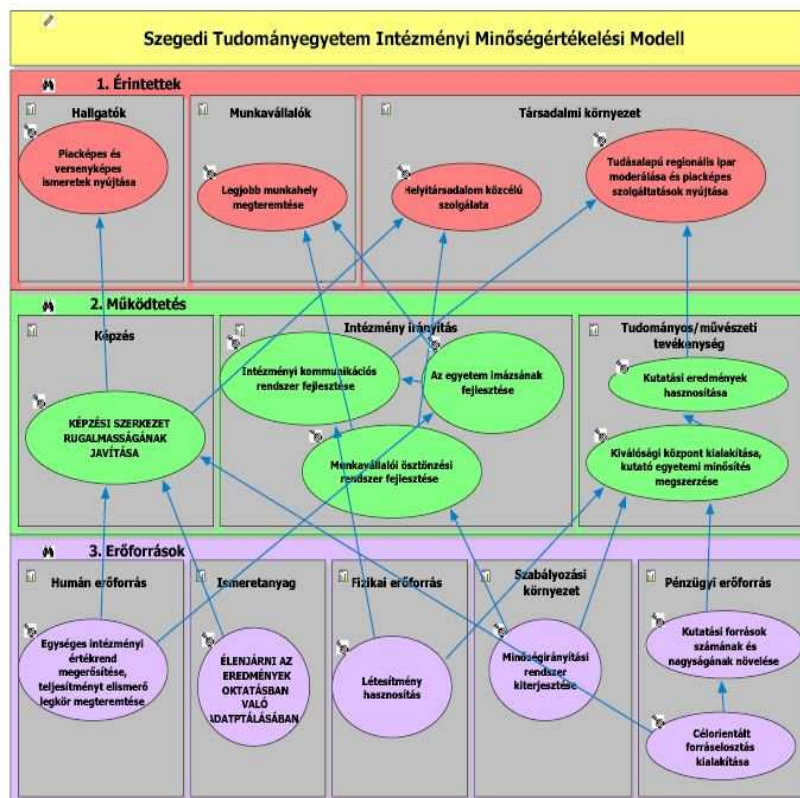 Szegedi Tudományegyetem Intézményi Minőségértékelési Modell
1. Érintettek
Hallgatók
Piacképes és
versenyképes
ismeretek nyújtása
Munkavállalók
Legjobb munkahely
megteremtése
Társadalmi környezet
Helyitársadalom közcélú
szolgálata
Tudásalapú regionális ipar
moderálása és piacképes
szolgáltatások nyújtása
2. Működtetés
Képzés
KÉPZÉSI SZERKEZET
RUGALMASSÁGÁNAK
JAVÍTÁSA
Intézmény irányítás
Intézményi kommunikációs
rendszer fejlesztése
Az egyetem imázsának
fejlesztése
Munkavállalói ösztönzési
rendszer fejlesztése
Tudományos/művészeti
tevékenység
Kutatási eredmények
hasznosítása
Kiválósági központ kialakítása,
kutató egyetemi minősítés
megszerzése
3. Erőforrások
Humán erőforrás
Egységes intézményi
értékrend
megerősítése,
teljesítményt elismerő
legkör megteremtése
Ismeretanyag
ÉLENJÁRNI AZ
EREDMÉNYEK
OKTATÁSBAN
VALÓ
ADATPTÁLÁSÁBAN
Fizikai erőforrás
Létesítmény
hasznosítás
Szabályozási
környezet
Minőségirányítási
rendszer
kiterjesztése
Pénzügyi erőforrás
Kutatási források
számának és
nagyságának növelése
Célorientált
forráselosztás
kialakítása